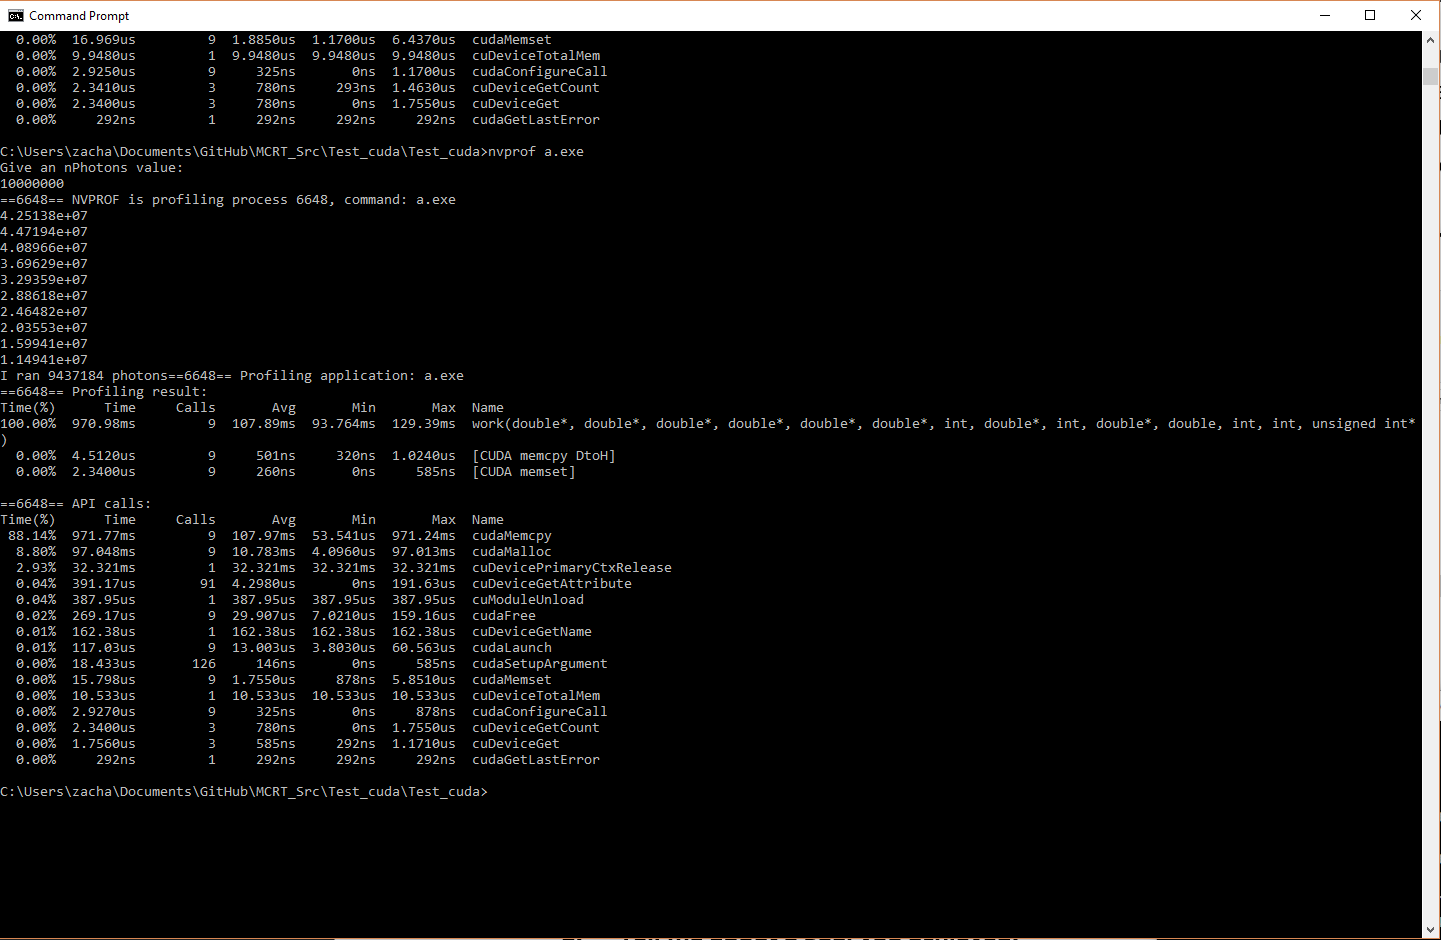 Command Prompt
0.00% 16.969us 9 1.8850us 1.1700us 6.4370us cudaMemset
0.00% 9.9480us 1 9.9480us 9.9480us 9.9480us cuDeviceTotalMem
0.00% 2.9250us 9 325ns 0ns 1.1700us cudaConfigureCall
0.00% 2.3410us 3 780ns 293ns 1.4630us cuDeviceGetCount
0.00% 2.3400us 3 780ns 0ns 1.7550us cuDeviceGet
0.00% 292ns 1 292ns 292ns 292ns cudaGetLastError
C:\Users\zacha\Documents\GitHub\MCRT_Src\Test_cuda\Test_cuda>nvprof a.exe
Give an nPhotons value:
10000000
==6648== NVPROF is profiling process 6648, command: a.exe
4.25138e+07
4.47194e+07
4.08966e+07
3.69629e+07
3.29359e+07
2.88618e+07
2.46482e+07
2.03553e+07
1.59941e+07
1.14941e+07
I ran 9437184 photons==6648== Profiling application: a.exe
==6648== Profiling result:
Time(%) Time Calls Avg Min Max Name
100.00% 970.98ms 9 107.89ms 93.764ms 129.39ms work(double*, double*, double*, double*, double*, double*, int, double*, int, double*, double, int, int, unsigned int*
)
0.00% 4.5120us 9 501ns 320ns 1.0240us [CUDA memcpy DtoH]
0.00% 2.3400us 9 260ns 0ns 585ns [CUDA memset]
==6648== API calls:
Time(%) Time Calls Avg Min Max Name
88.14% 971.77ms 9 107.97ms 53.541us 971.24ms cudaMemcpy
8.80% 97.048ms 9 10.783ms 4.0960us 97.013ms cudaMalloc
2.93% 32.321ms 1 32.321ms 32.321ms 32.321ms cuDevicePrimaryCtxRelease
0.04% 391.17us 91 4.2980us 0ns 191.63us cuDeviceGetAttribute
0.04% 387.95us 1 387.95us 387.95us 387.95us cuModuleUnload
0.02% 269.17us 9 29.907us 7.0210us 159.16us cudaFree
0.01% 162.38us 1 162.38us 162.38us 162.38us cuDeviceGetName
0.01% 117.03us 9 13.003us 3.8030us 60.563us cudaLaunch
0.00% 18.433us 126 146ns 0ns 585ns cudaSetupArgument
0.00% 15.798us 9 1.7550us 878ns 5.8510us cudaMemset
0.00% 10.533us 1 10.533us 10.533us 10.533us cuDeviceTotalMem
0.00% 2.9270us 9 325ns 0ns 878ns cudaConfigureCall
0.00% 2.3400us 3 780ns 0ns 1.7550us cuDeviceGetCount
0.00% 1.7560us 3 585ns 292ns 1.1710us cuDeviceGet
0.00% 292ns 1 292ns 292ns 292ns cudaGetLastError
C:\Users\zacha\Documents\GitHub\MCRT_Src\Test_cuda\Test_cuda>